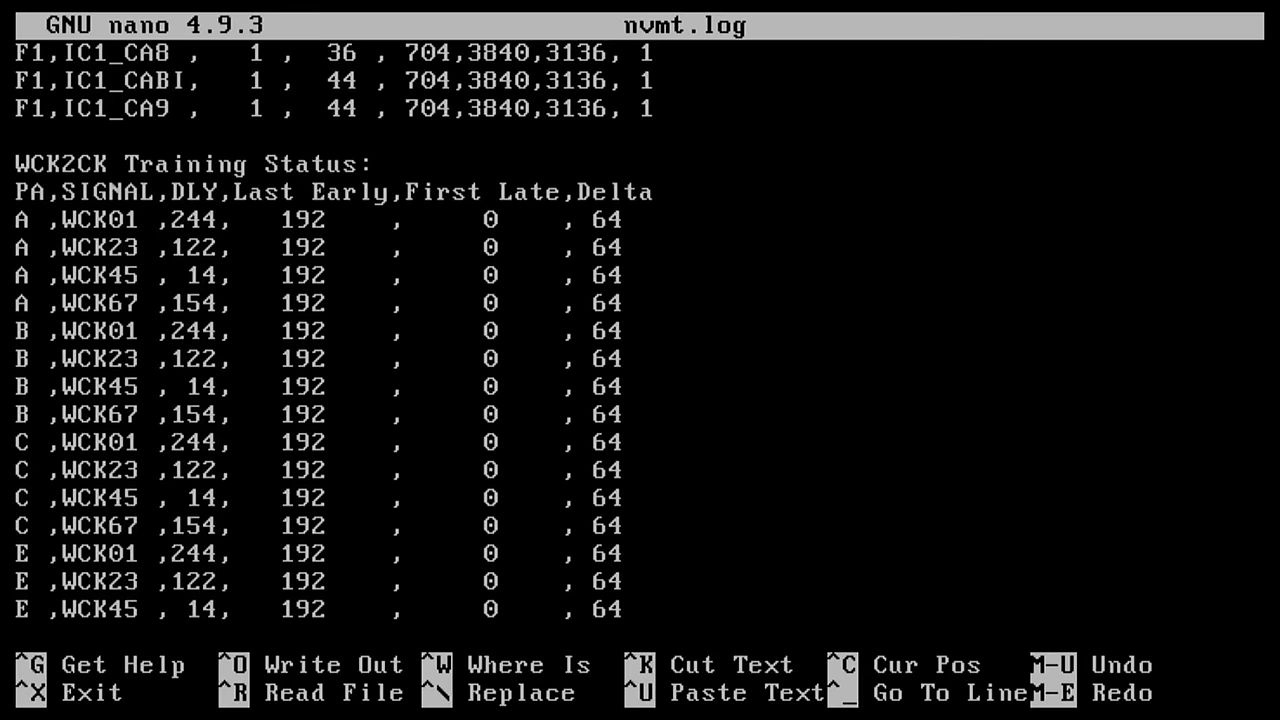 GNU nano 4.9.3 nvmt.log
F1,IC1_CA8 , 1 , 36 , 704,3840,3136, 1
F1,IC1_CABI, 1 , 44 , 704,3840,3136, 1
F1,IC1_CA9 , 1 , 44 , 704,3840,3136, 1
WCK2CK Training Status:
PA,SIGNAL,DLY,Last Early,First Late,Delta
A ,WCK01 ,244, 192 , 0 , 64
A ,WCK23 ,122, 192 , 0 , 64
A ,WCK45 , 14, 192 , 0 , 64
A ,WCK67 ,154, 192 , 0 , 64
B ,WCK01 ,244, 192 , 0 , 64
B ,WCK23 ,122, 192 , 0 , 64
B ,WCK45 , 14, 192 , 0 , 64
B ,WCK67 ,154, 192 , 0 , 64
C ,WCK01 ,244, 192 , 0 , 64
C ,WCK23 ,122, 192 , 0 , 64
C ,WCK45 , 14, 192 , 0 , 64
C ,WCK67 ,154, 192 , 0 , 64
E ,WCK01 ,244, 192 , 0 , 64
E ,WCK23 ,122, 192 , 0 , 64
E ,WCK45 , 14, 192 , 0 , 64
^G Get Help ^O Write Out ^W Where Is ^K Cut Text ^C Cur Pos M-U Undo
^X Exit ^R Read File ^\ Replace ^U Paste Text ^_ Go To Line M-E Redo